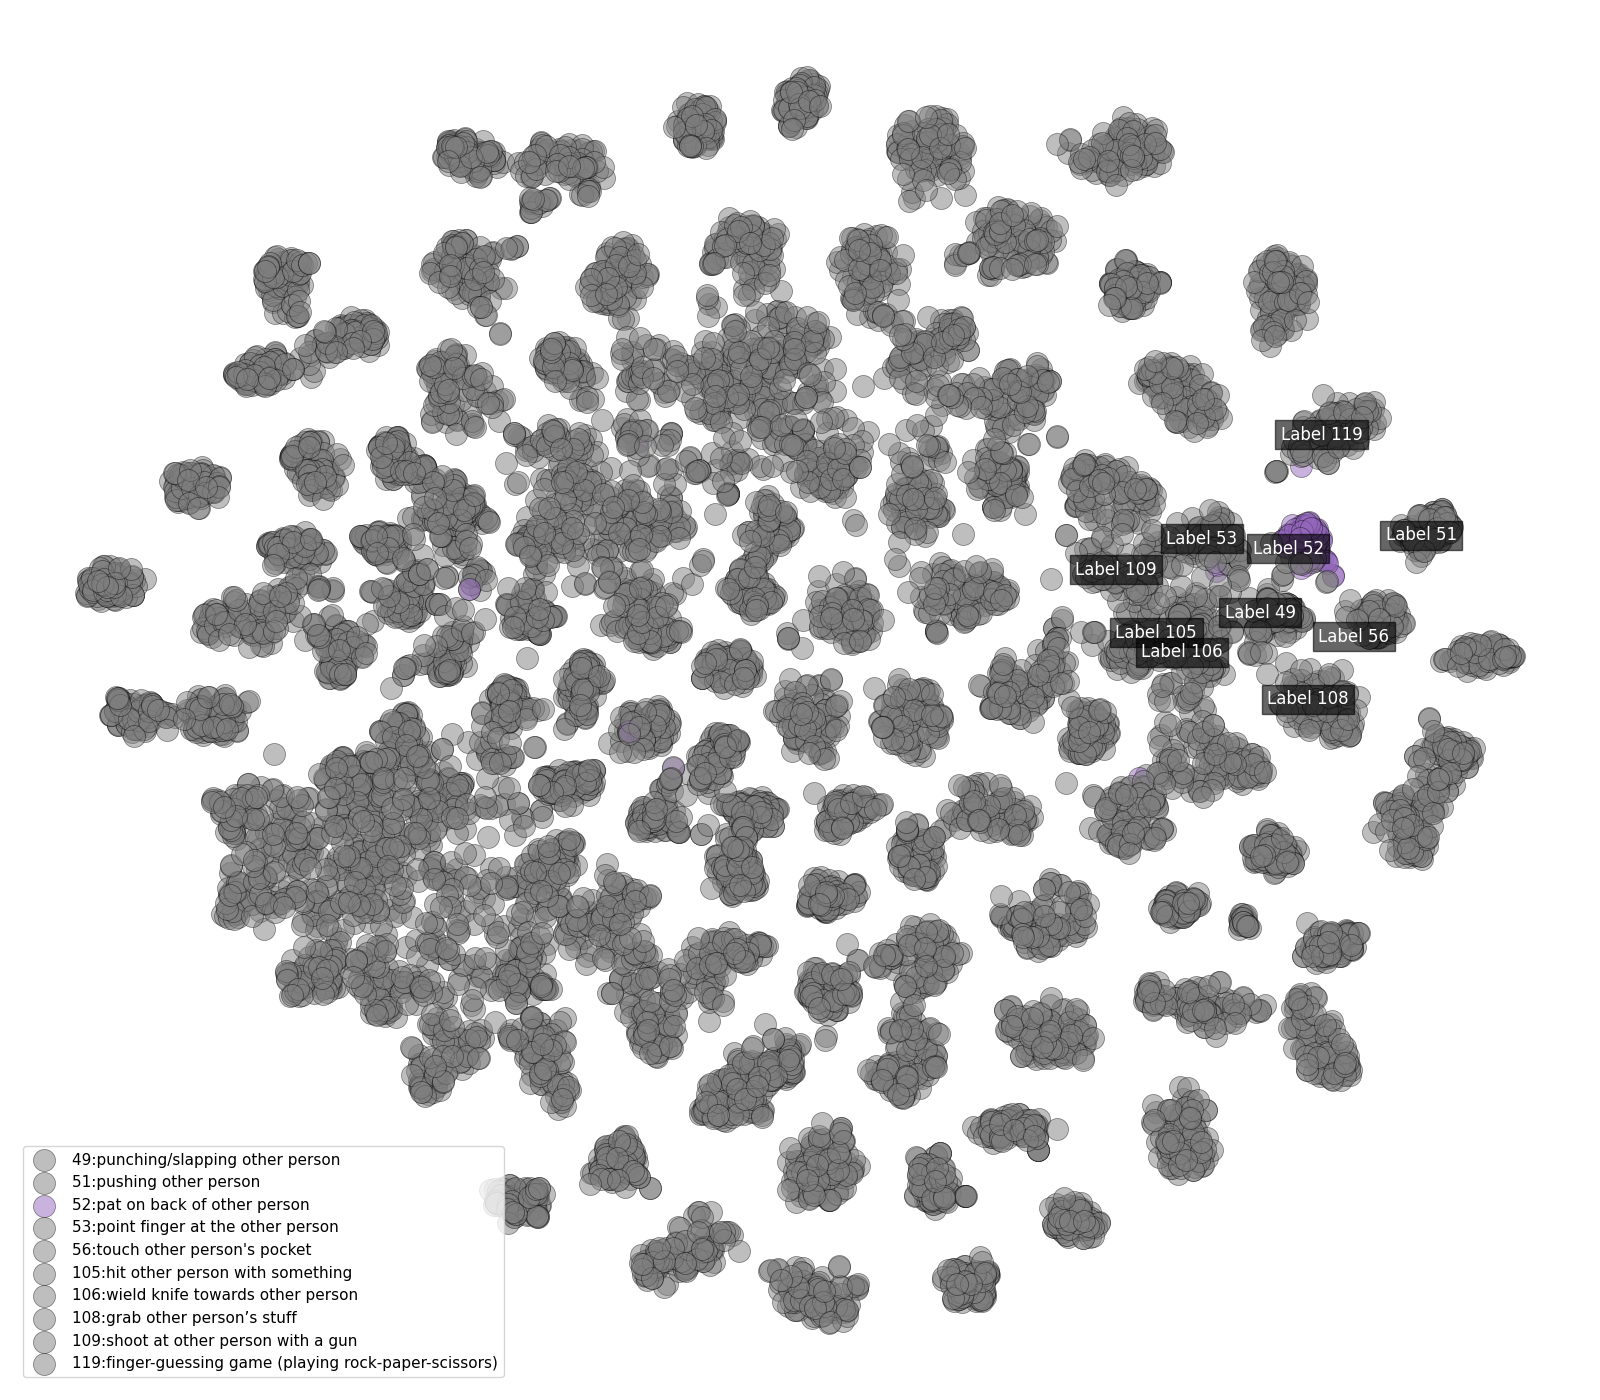 Label 119
Label 53
Label 52
Label 51
Label 109
Label 49
Label 105
Label 56
Label 106
Label 108
49:punching/slapping other person
51:pushing other person
52:pat on back of other person
53:point finger at the other person
56:touch other person's pocket
105:hit other person with something
106:wield knife towards other person
108:grab other person’s stuff
109:shoot at other person with a gun
119:finger-guessing game (playing rock-paper-scissors)